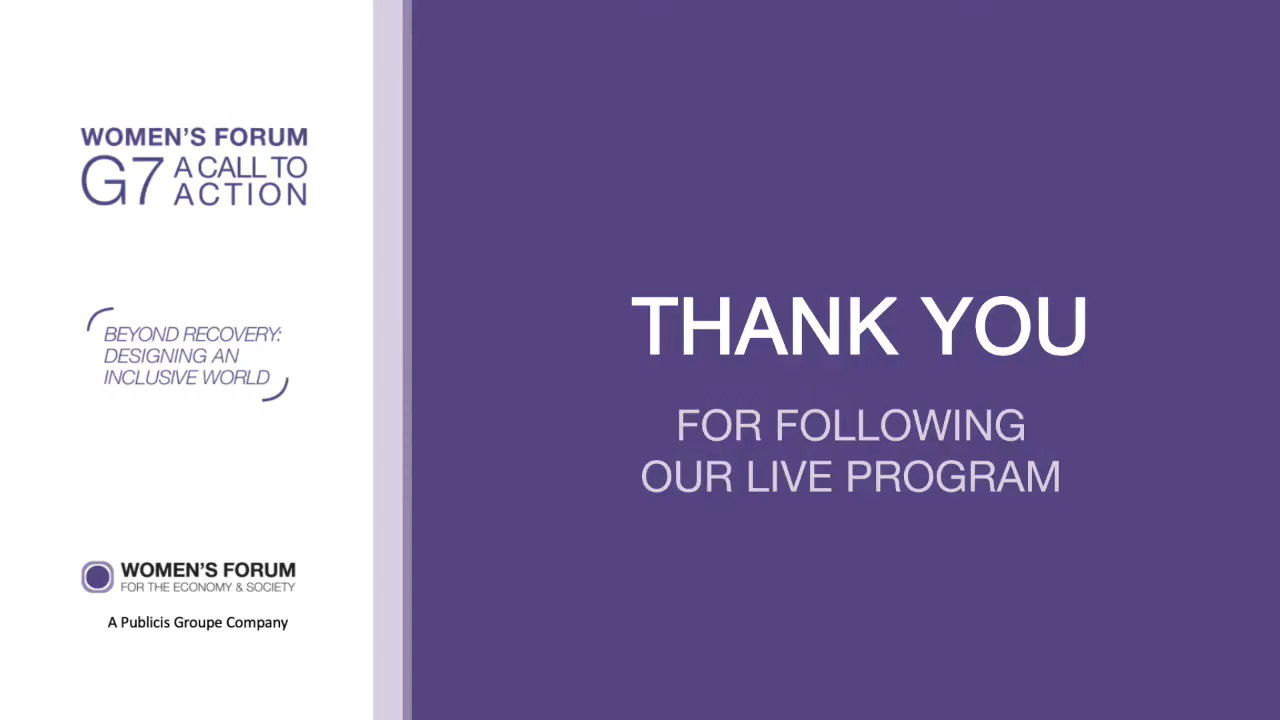 WOMEN'S FORUM
G7 A CALL TO
ACTION
BEYOND RECOVERY:
DESIGNING AN
INCLUSIVE WORLD
WOMEN'S FORUM
FOR THE ECONOMY & SOCIETY
A Publicis Groupe Company
THANK YOU
FOR FOLLOWING
OUR LIVE PROGRAM